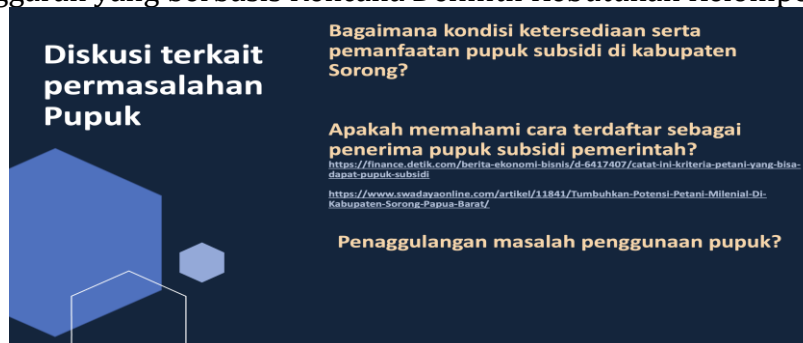 yang berbasis Rencana
Diskusi terkait
permasalahan
Pupuk
Bagaimana kondisi ketersediaan serta
pemanfaatan pupuk subsidi di kabupaten
Sorong?
Apakah memahami cara terdaftar sebagai
penerima pupuk subsidi pemerintah?
https://finance.detik.com/berita-ekonomi-bisnis/d-6417407/catat-ini-kriteria-petani-yang-bisa-
dapat-pupuk-subsidi
https://www.swadayaonline.com/artikel/11841/Tumbuhkan-Potensi-Petani-Milenial-Di-
Kabupaten-Sorong-Papua-Barat/
Penaggulangan masalah penggunaan pupuk?